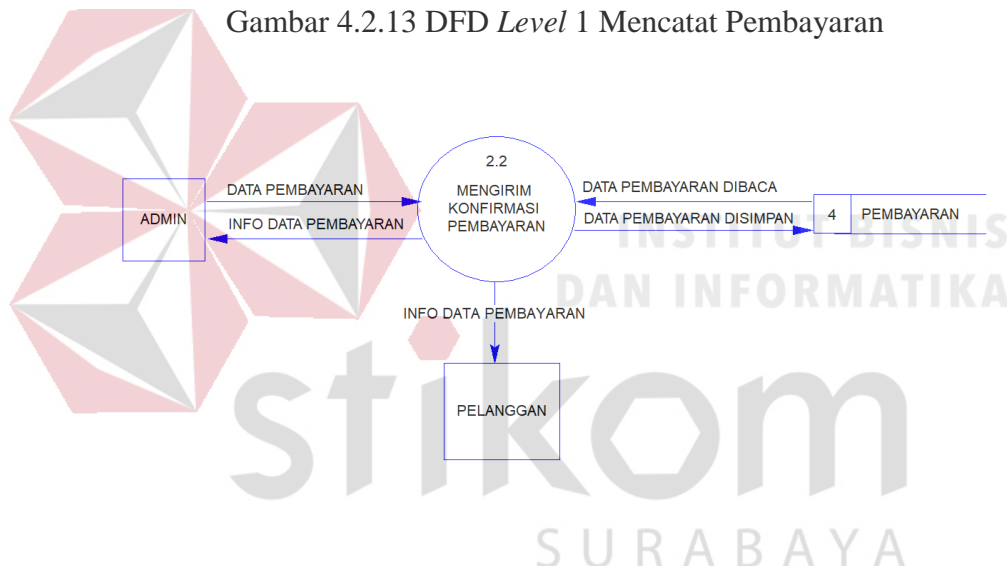 Gambar 4.2.13 DFD Level 1 Mencatat Pembayaran
2.2
MENGIRIM
KONFIRMASI
PEMBAYARAN
ADMIN
DATA PEMBAYARAN
INFO DATA PEMBAYARAN
DATA PEMBAYARAN DIBACA
DATA PEMBAYARAN DISIMPAN
4 PEMBAYARAN
INFO DATA PEMBAYARAN
PELANGGAN
INSTITUT BISNIS
DAN INFORMATIKA
stikom
SURABAYA